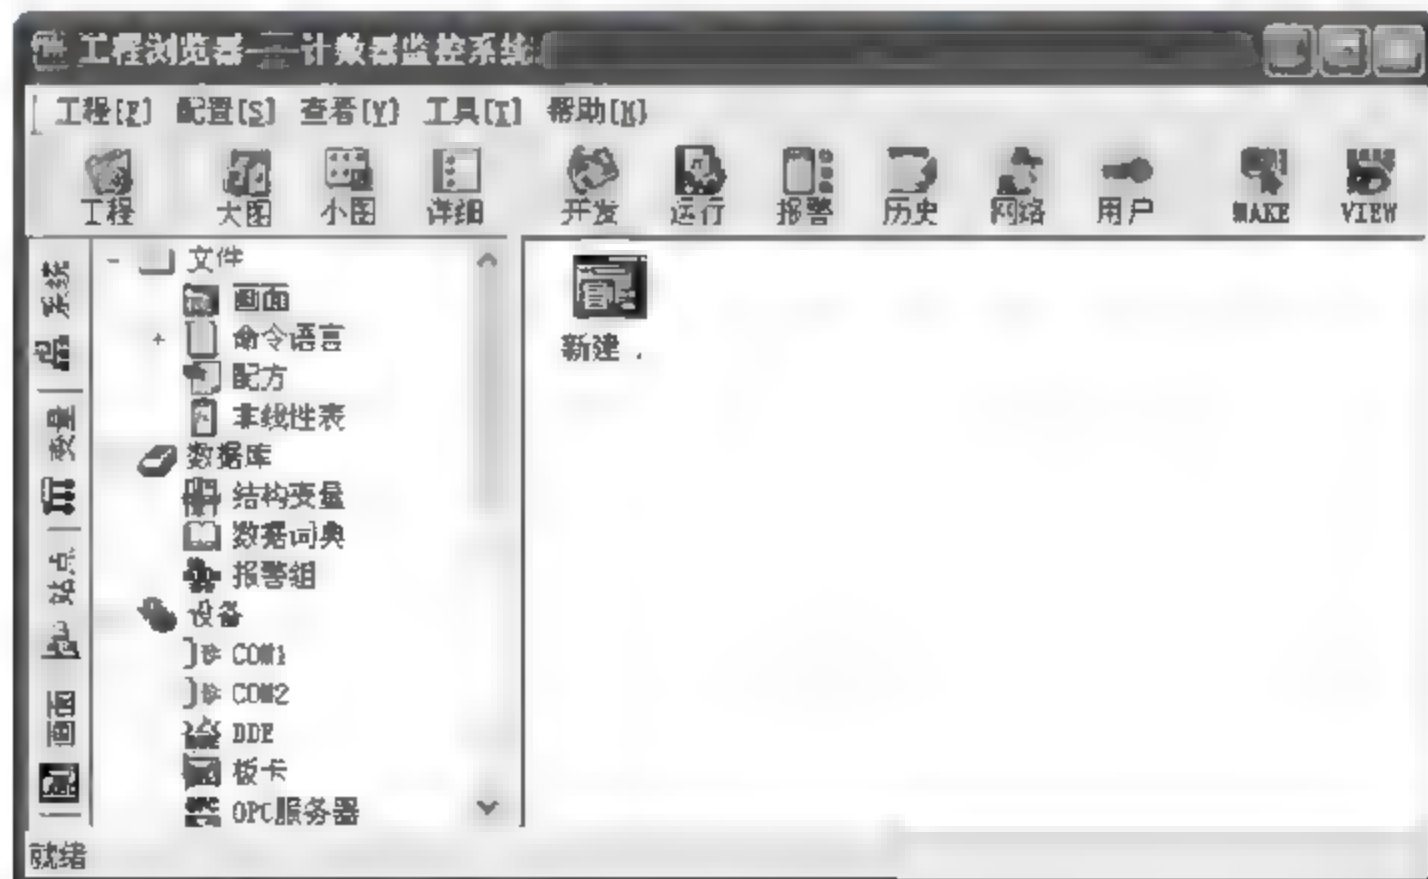 工程浏览器---计数器监控系统
工程[F] 配置[S] 查看[V] 工具[T] 帮助[H]
工程 大图 小图 详细 开发 运行 报警 历史 网络 用户 MAKE VIEW
系统
变量
站点
画面
文件
画面
命令语言
配方
非线性表
数据库
结构变量
数据词典
报警组
设备
COM1
COM2
DDE
板卡
OPC服务器
新建
就绪